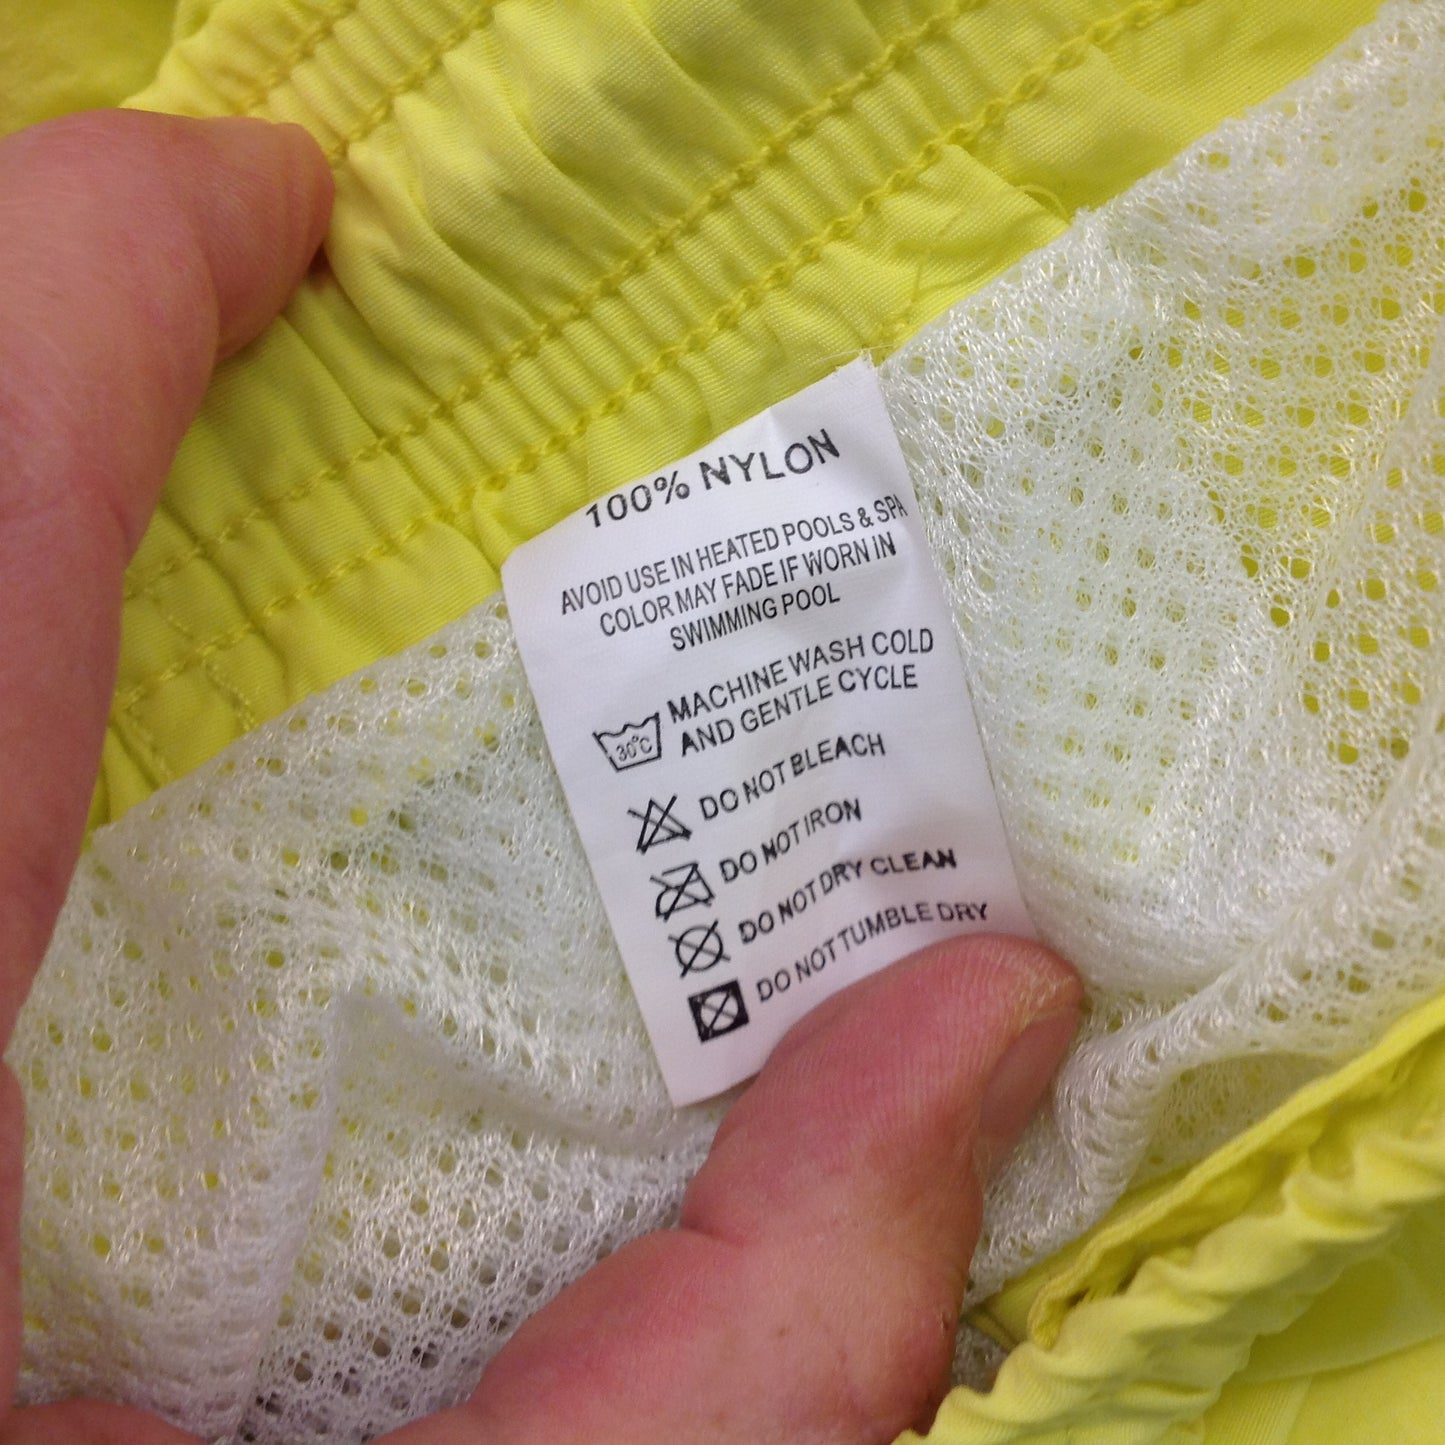 100% NYLON
AVOID USE IN HEATED POOLS & SPA
COLOR MAY FADE IF WORN IN
SWIMMING POOL
MACHINE WASH COLD
AND GENTLE CYCLE
30°C
DO NOT BLEACH
DO NOT IRON
DO NOT DRY CLEAN
DO NOT TUMBLE DRY